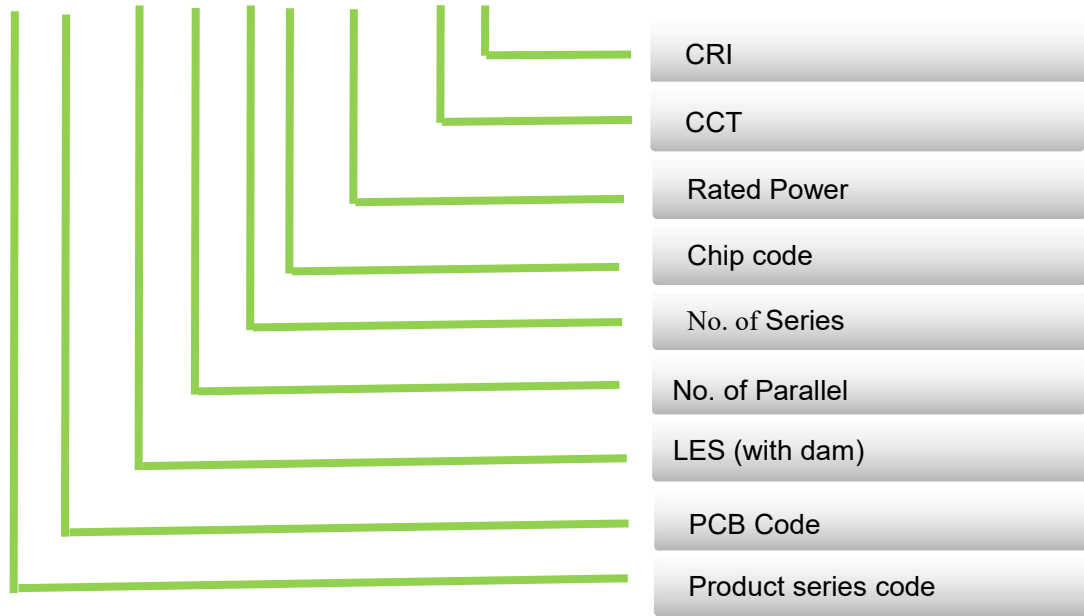 CRI
CCT
Rated Power
Chip code
No. of Series
No. of Parallel
LES (with dam)
PCB Code
Product series code